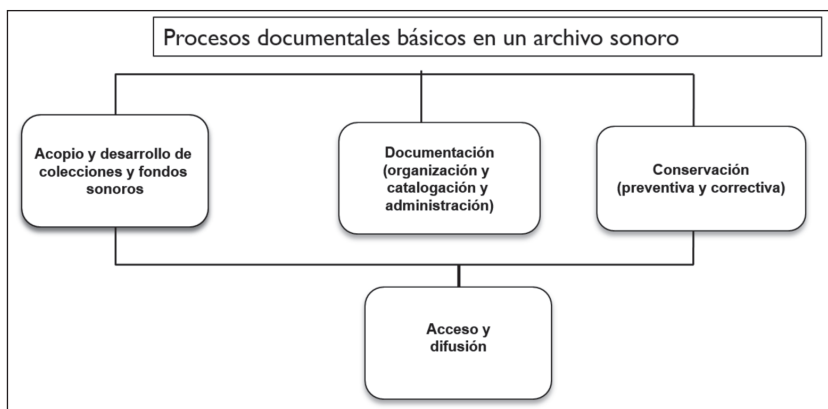 Procesos documentales básicos en un archivo sonoro
Acopio y desarrollo de
colecciones y fondos
sonoros
Documentación
(organización y
catalogación y
administración)
Conservación
(preventiva y correctiva)
Acceso y
difusión